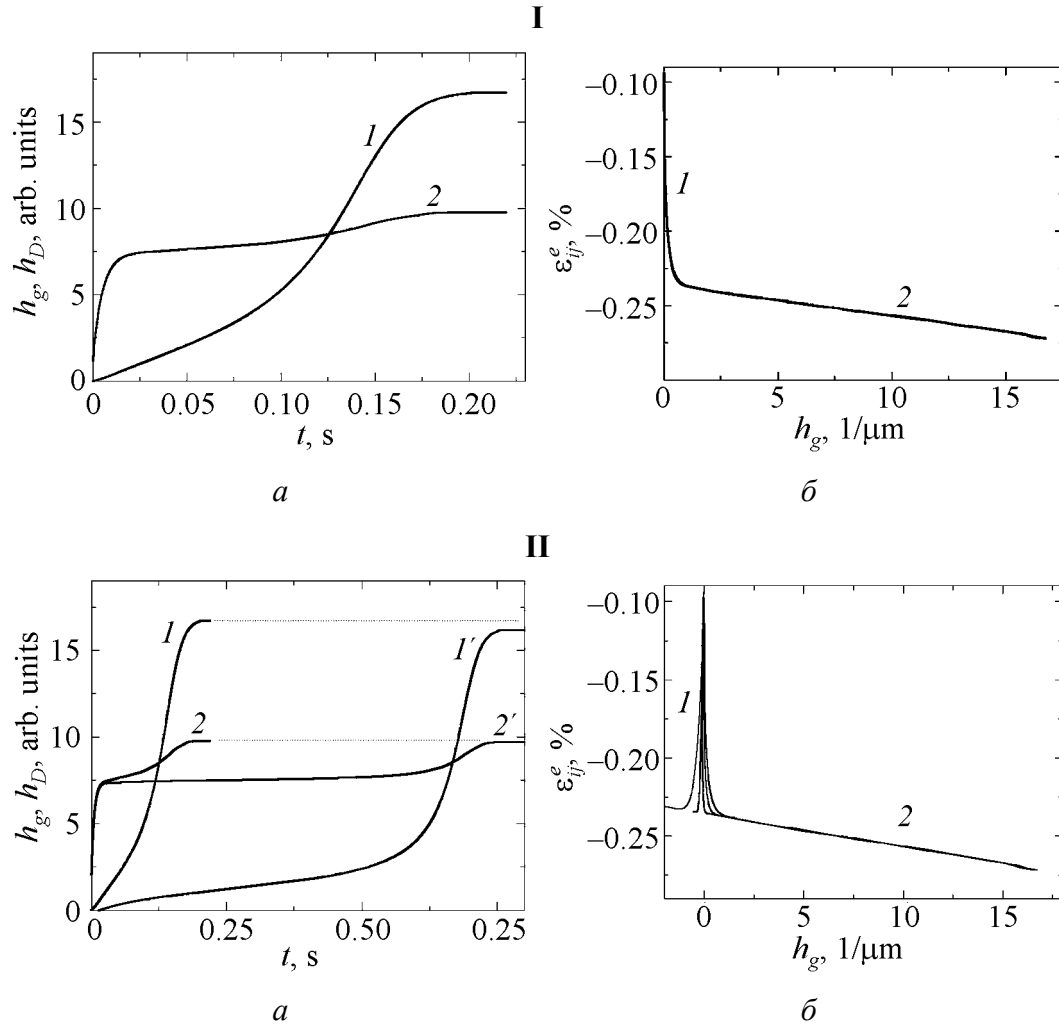 I
h_g, h_D, arb. units
15
10
5
0
1
2
0 0.05 0.10 0.15 0.20
t, s
а
ε^e_ij, %
−0.10
−0.15
−0.20
−0.25
1
2
0 5 10 15
h_g, 1/μm
б
II
h_g, h_D, arb. units
15
10
5
0
1
1′
2
2′
0 0.25 0.50 0.25
t, s
а
ε^e_ij, %
−0.10
−0.15
−0.20
−0.25
1
2
0 5 10 15
h_g, 1/μm
б